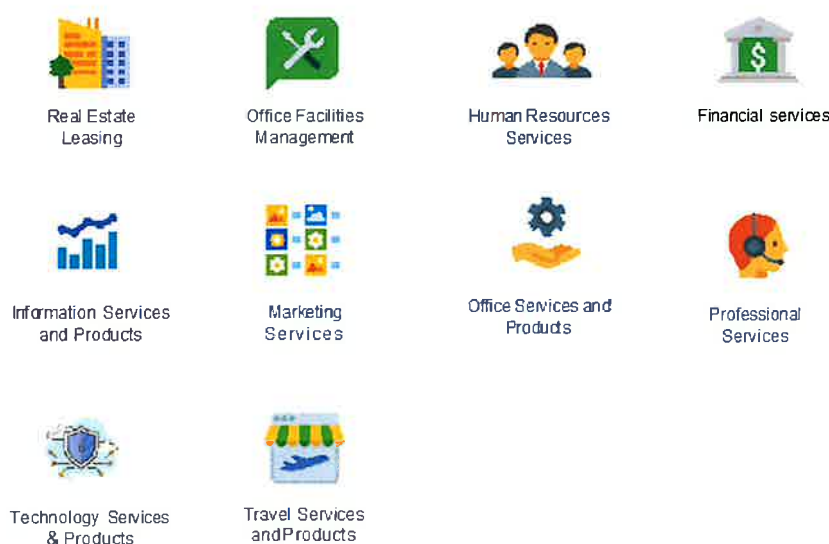 Real Estate
Leasing
Office Facilities
Management
Human Resources
Services
$
Financial services
Information Services
and Products
Marketing
Services
Office Services and
Products
Professional
Services
Technology Services
& Products
Travel Services
and Products